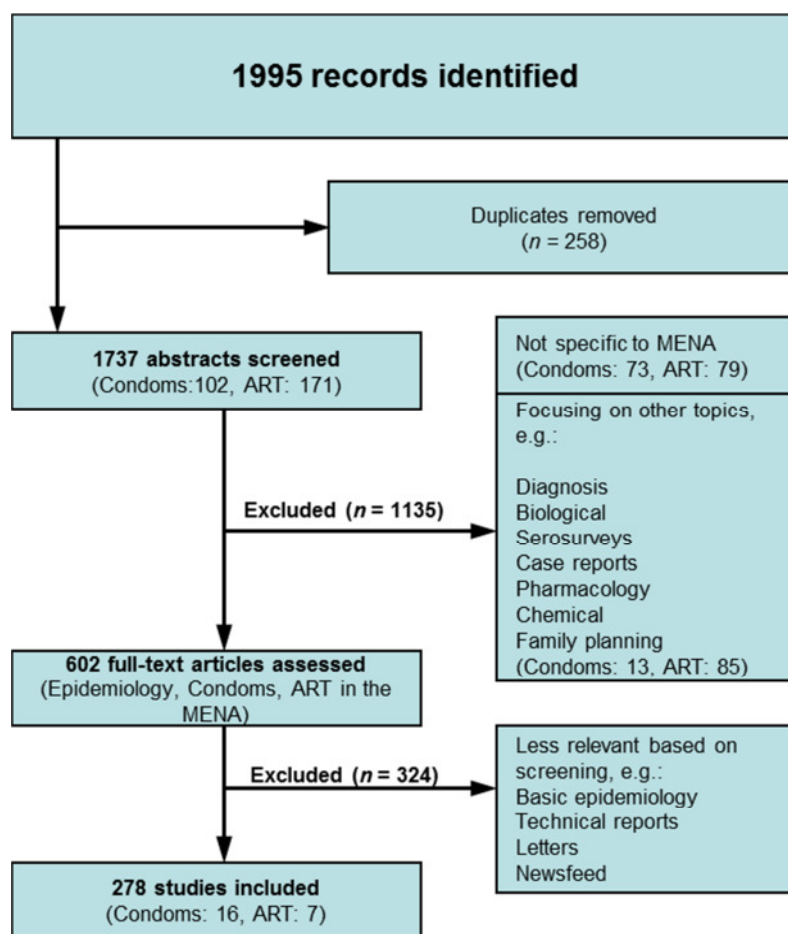 1995 records identified
Duplicates removed
(n = 258)
1737 abstracts screened
(Condoms:102, ART: 171)
Not specific to MENA
(Condoms: 73, ART: 79)
Focusing on other topics,
e.g.:
Diagnosis
Biological
Serosurveys
Case reports
Pharmacology
Chemical
Family planning
(Condoms: 13, ART: 85)
Excluded (n = 1135)
602 full-text articles assessed
(Epidemiology, Condoms, ART in the
MENA)
Excluded (n = 324)
Less relevant based on
screening, e.g.:
Basic epidemiology
Technical reports
Letters
Newsfeed
278 studies included
(Condoms: 16, ART: 7)